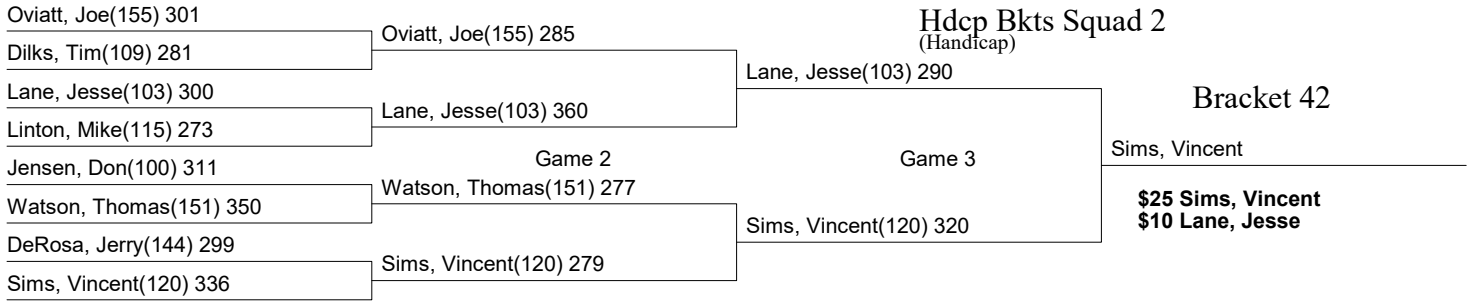 Hdcp Bkts Squad 2
(Handicap)
Bracket 42
Oviatt, Joe(155) 301
Dilks, Tim(109) 281
Lane, Jesse(103) 300
Linton, Mike(115) 273
Jensen, Don(100) 311
Watson, Thomas(151) 350
DeRosa, Jerry(144) 299
Sims, Vincent(120) 336
Oviatt, Joe(155) 285
Lane, Jesse(103) 360
Game 2
Watson, Thomas(151) 277
Sims, Vincent(120) 279
Lane, Jesse(103) 290
Game 3
Sims, Vincent(120) 320
Sims, Vincent
$25 Sims, Vincent
$10 Lane, Jesse